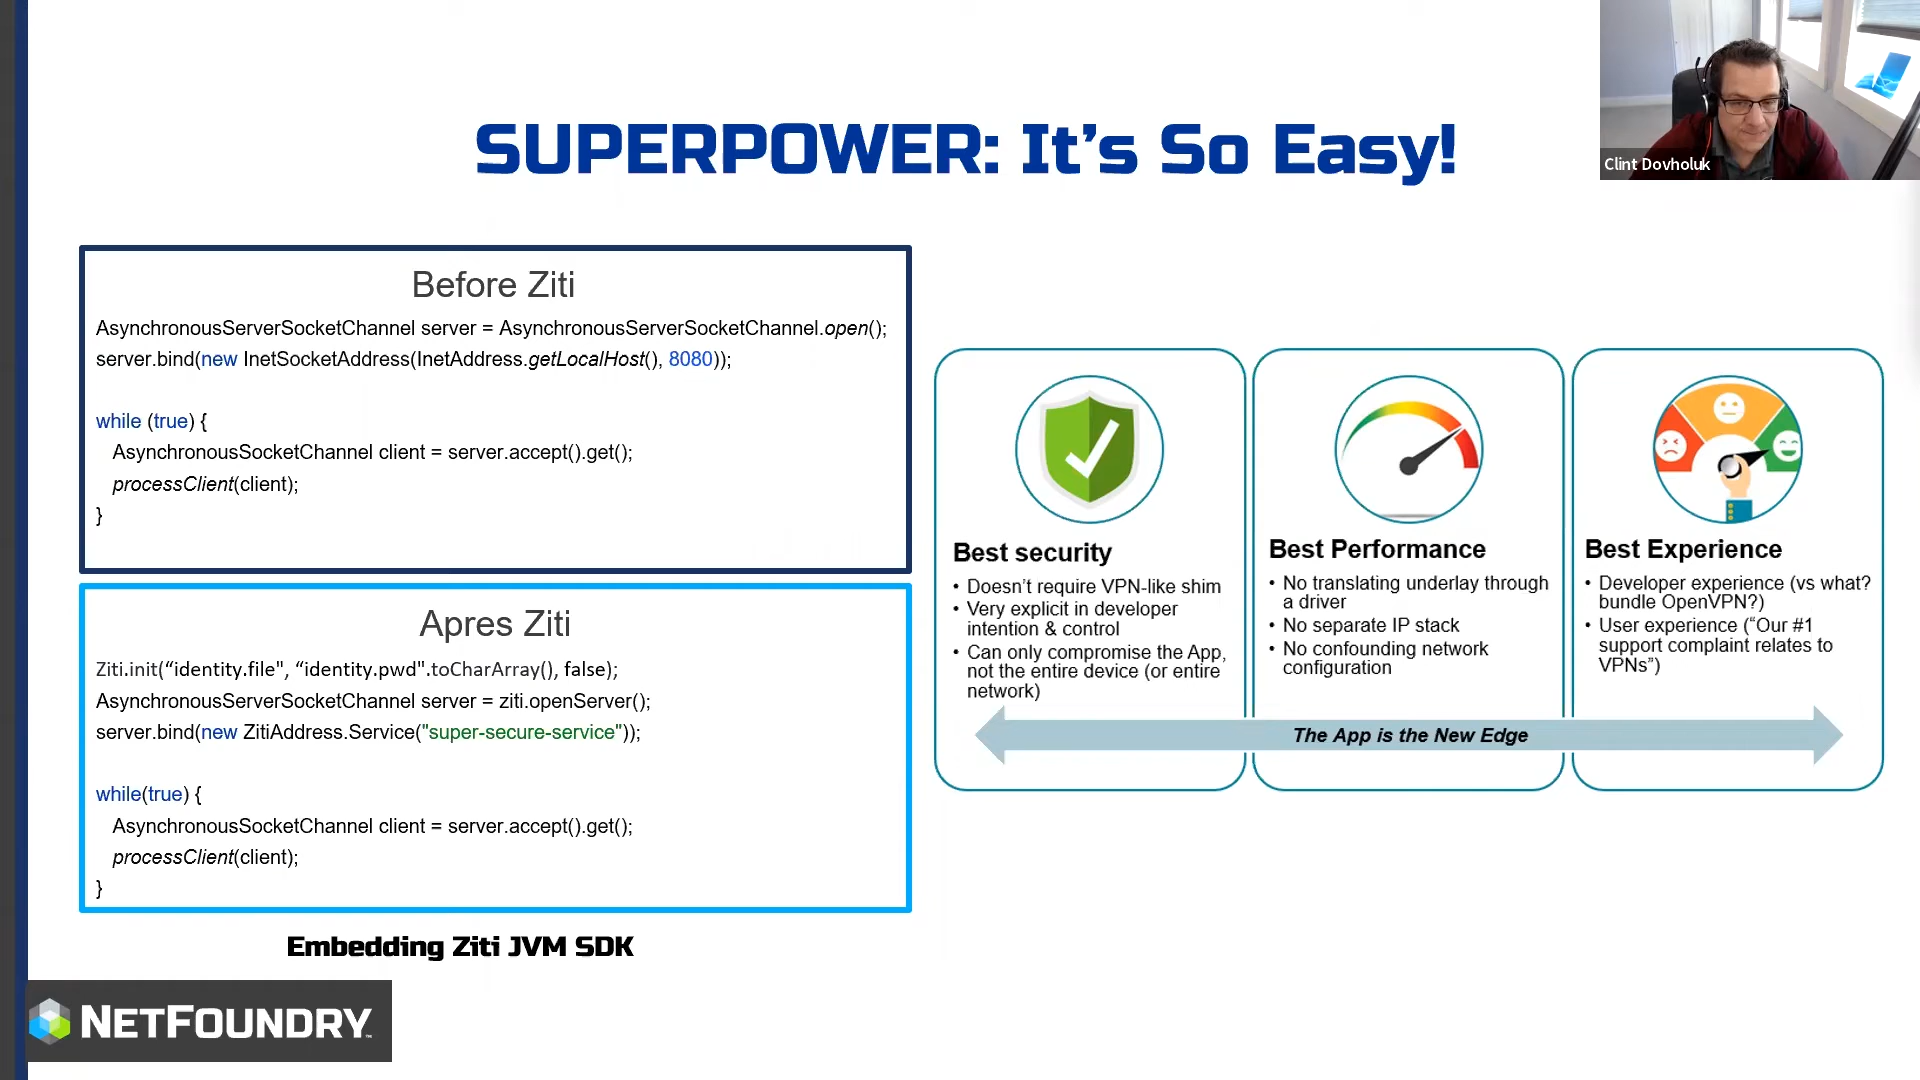 SUPERPOWER: It's So Easy!
Clint Dovholuk
Before Ziti
AsynchronousServerSocketChannel server = AsynchronousServerSocketChannel.open();
server.bind(new InetSocketAddress(InetAddress.getLocalHost(), 8080));
while (true) {
AsynchronousSocketChannel client = server.accept().get();
processClient(client);
}
Apres Ziti
Ziti.init(“identity.file", “identity.pwd".toCharArray(), false);
AsynchronousServerSocketChannel server = ziti.openServer();
server.bind(new ZitiAddress.Service("super-secure-service"));
while(true) {
AsynchronousSocketChannel client = server.accept().get();
processClient(client);
}
Embedding Ziti JVM SDK
Best security
• Doesn't require VPN-like shim
• Very explicit in developer
intention & control
• Can only compromise the App,
not the entire device (or entire
network)
Best Performance
• No translating underlay through
a driver
• No separate IP stack
• No confounding network
configuration
Best Experience
• Developer experience (vs what?
bundle OpenVPN?)
• User experience (“Our #1
support complaint relates to
VPNs”)
The App is the New Edge
NETFOUNDRY™